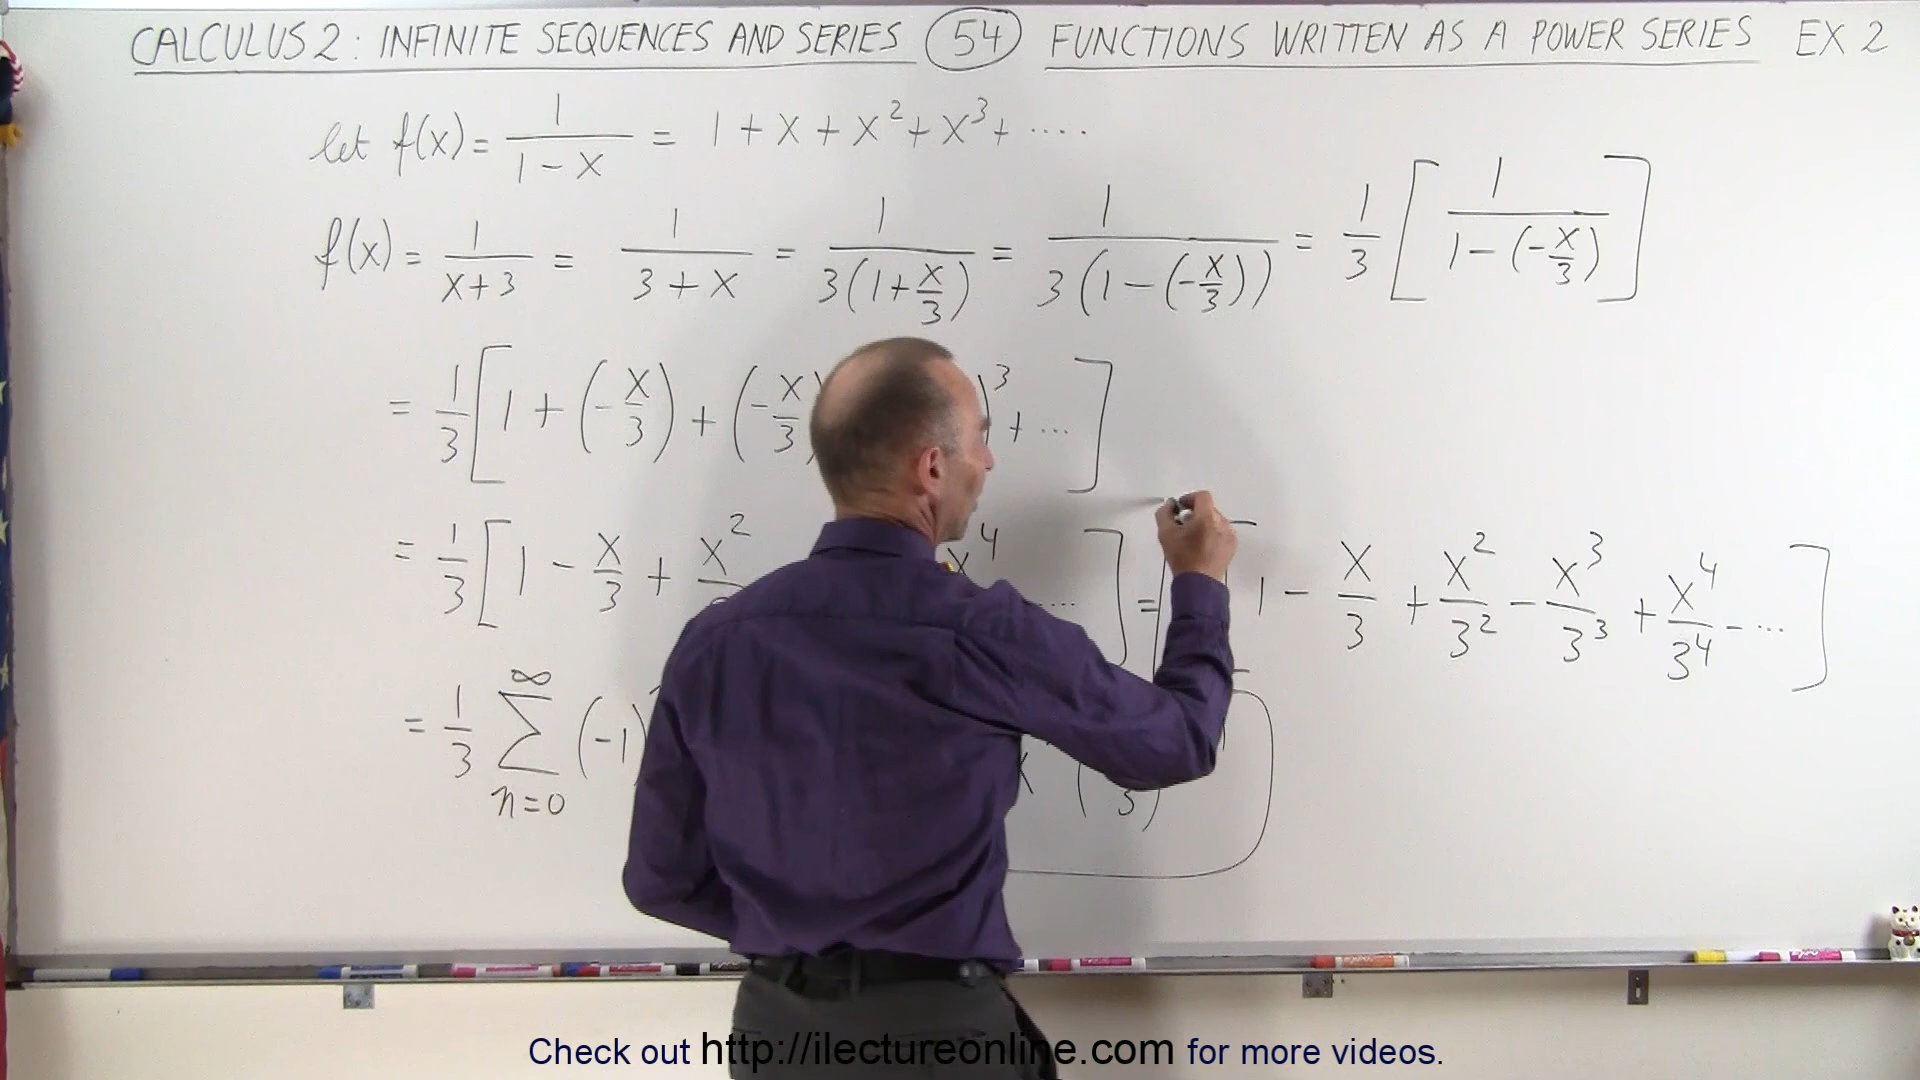 CALCULUS 2: INFINITE SEQUENCES AND SERIES 54 FUNCTIONS WRITTEN AS A POWER SERIES EX 2
let f(x) = 1/(1-x) = 1 + x + x² + x³ + ....
f(x) = 1/(x+3) = 1/(3+x) = 1/(3(1+x/3)) = 1/(3(1-(-x/3))) = 1/3 [1/(1-(-x/3))]
= 1/3 [1 + (-x/3) + (-x/3 )³ + ... ]
= 1/3 [1 - x/3 + x² x⁴ ... ] = 1 - x/3 + x²/3² - x³/3³ + x⁴/3⁴ - ... ]
= 1/3 ∑ n=0 ∞ (-1)
Check out http://ilectureonline.com for more videos.